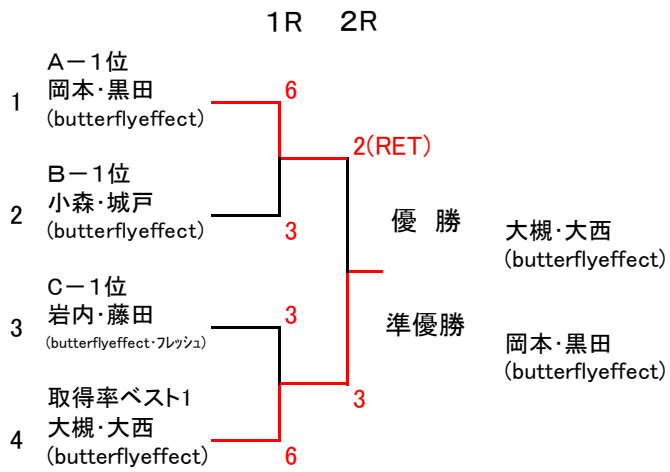 1R 2R
A－1位
1 岡本・黒田 6
(butterflyeffect)
2(RET)
B－1位
2 小森・城戸
(butterflyeffect) 3
優 勝 大槻・大西
(butterflyeffect)
C－1位
3 岩内・藤田 3
(butterflyeffect・フレッシュ)
準優勝 岡本・黒田
(butterflyeffect)
取得率ベスト1 3
4 大槻・大西
(butterflyeffect) 6